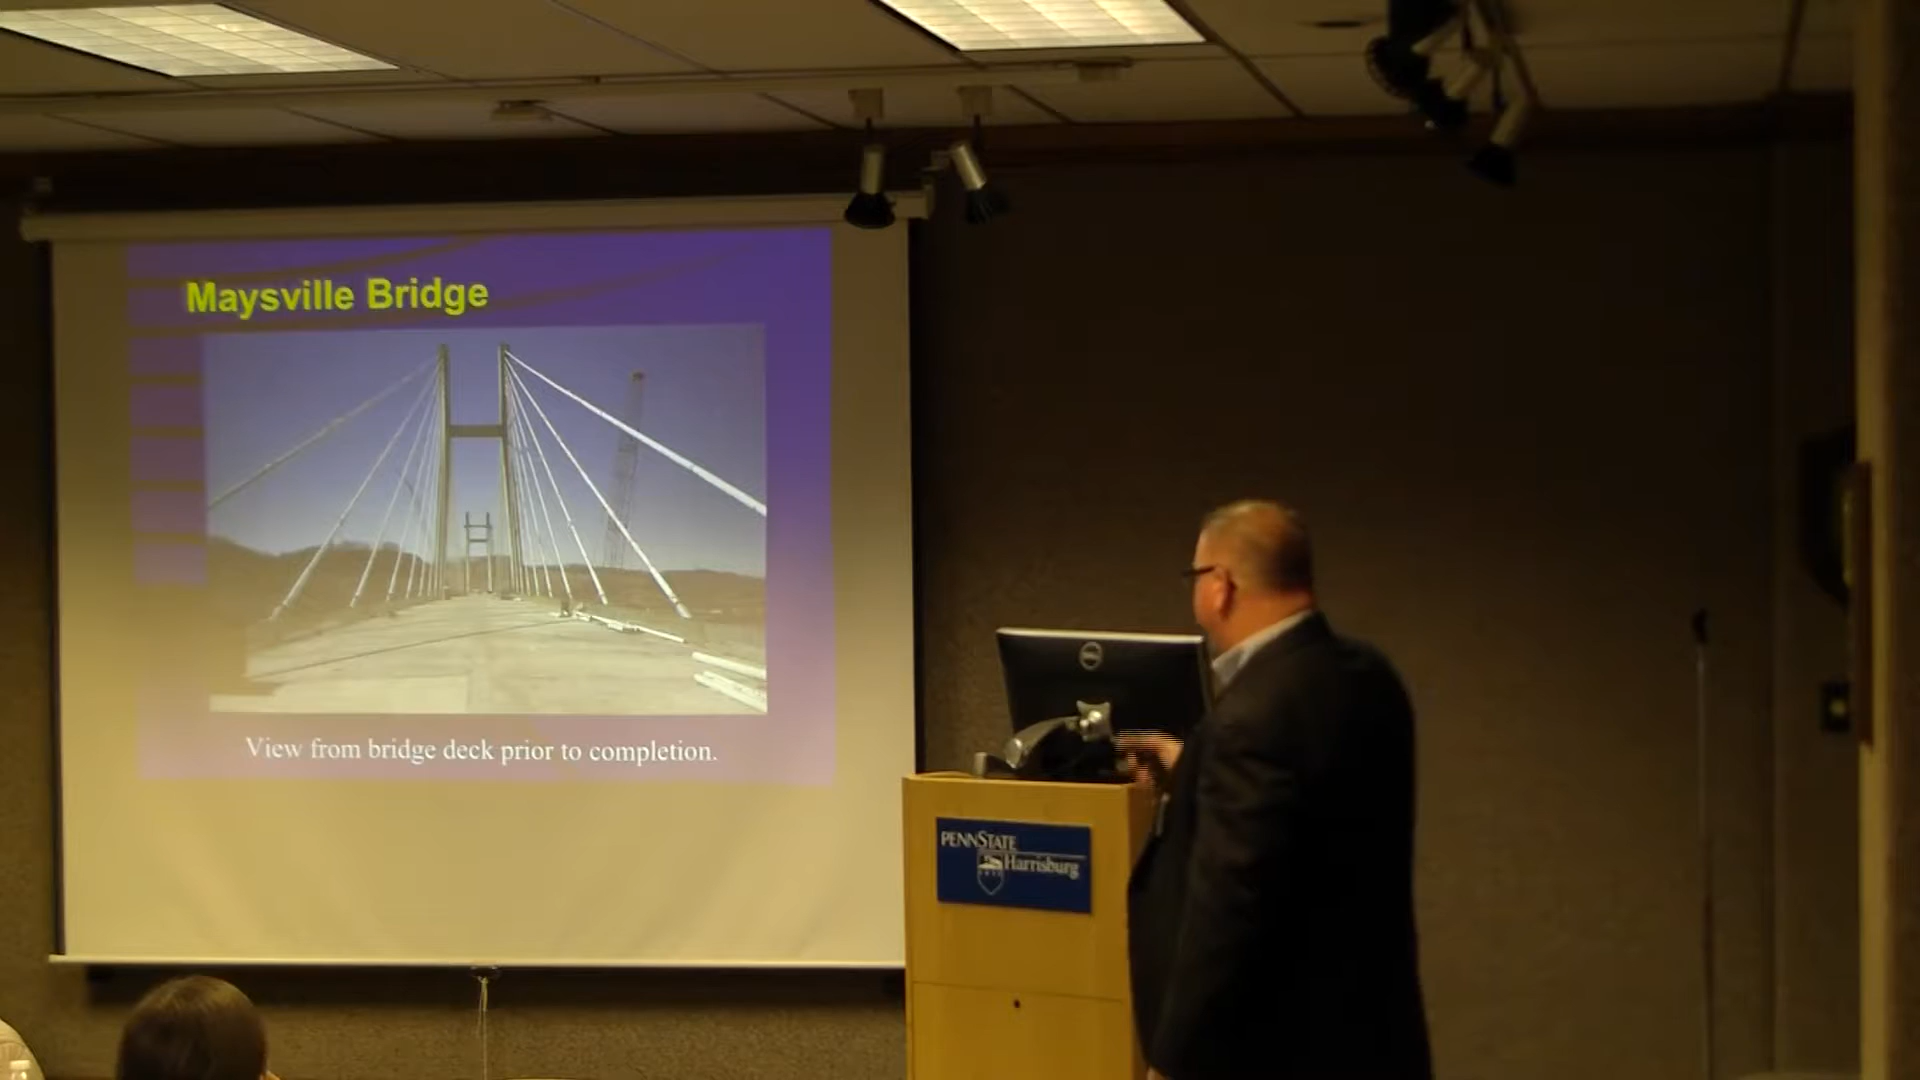 Maysville Bridge
View from bridge deck prior to completion.
PENNSTATE
Harrisburg